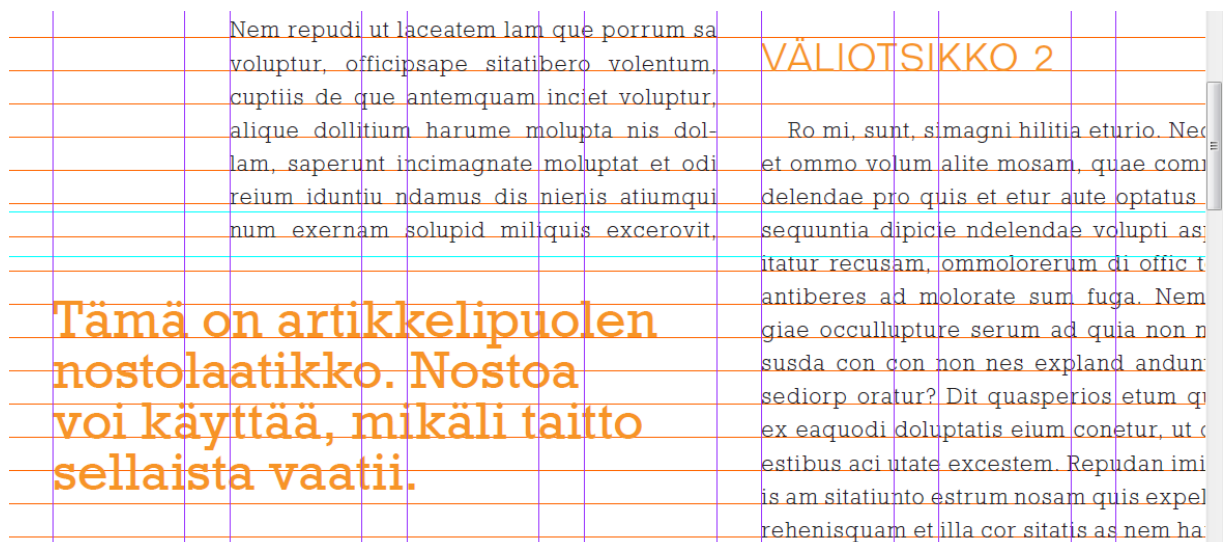 Nem repudi ut laceatem lam que porrum sa
voluptur, officipsape sitatibero volentum,
cuptiis de que antemquam inciet voluptur,
alique dollitium harume molupta nis dol-
lam, saperunt incimagnate moluptat et odi
reium iduntiu ndamus dis nienis atiumqui
num exernam solupid miliquis excerovit,
Tämä on artikkelipuolen
nostolaatikko. Nostoa
voi käyttää, mikäli taitto
sellaista vaatii.
VÄLIOTSIKKO 2
Ro mi, sunt, simagni hilitia eturio.
et ommo volum alite mosam, quae
delendae pro quis et etur aute optatus
sequuntia dipicie ndelendae volupti
itatur recusam, ommolorerum di offic
antiberes ad molorate sum fuga. Nem
giae occullupture serum ad quia non
susda con con non nes expland
sediorp oratur? Dit quasperios etum
ex eaquodi doluptatis eium conetur, ut
estibus aci utate excestem. Repudan
is am sitatiunto estrum nosam quis
rehenisquam et illa cor sitatis as nem